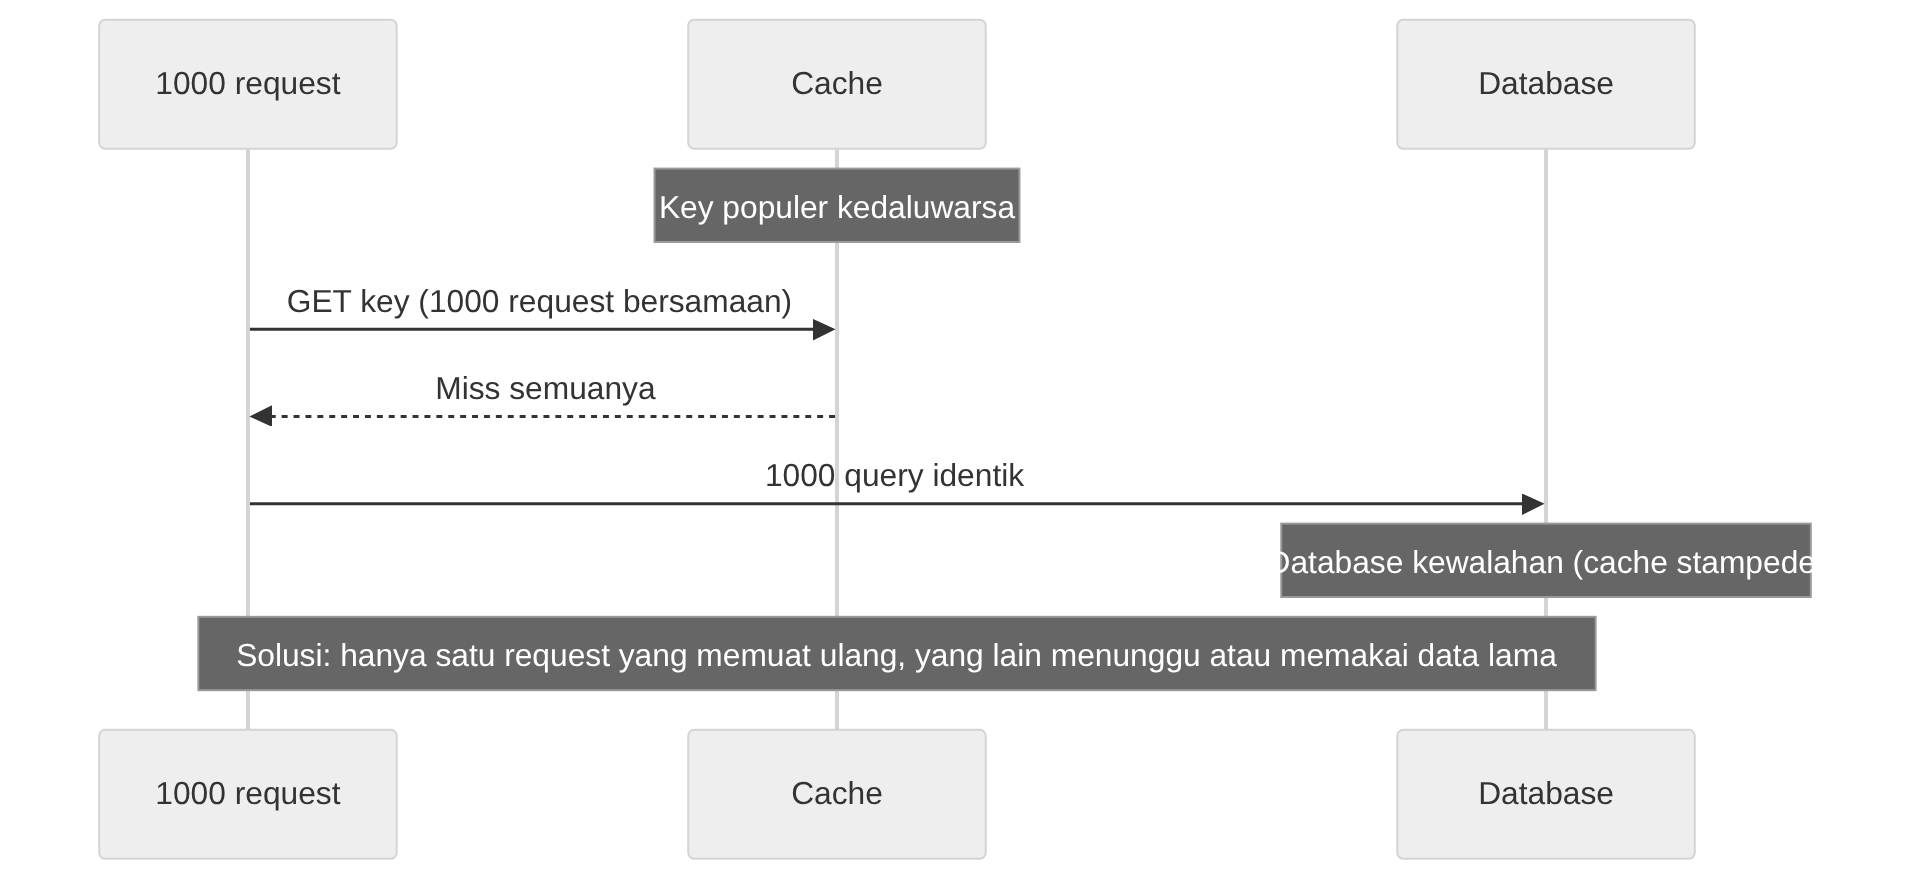 1000 request
Cache
Database
Key populer kedaluwarsa
GET key (1000 request bersamaan)
Miss semuanya
1000 query identik
Database kewalahan (cache stampede
Solusi: hanya satu request yang memuat ulang, yang lain menunggu atau memakai data lama
1000 request
Cache
Database